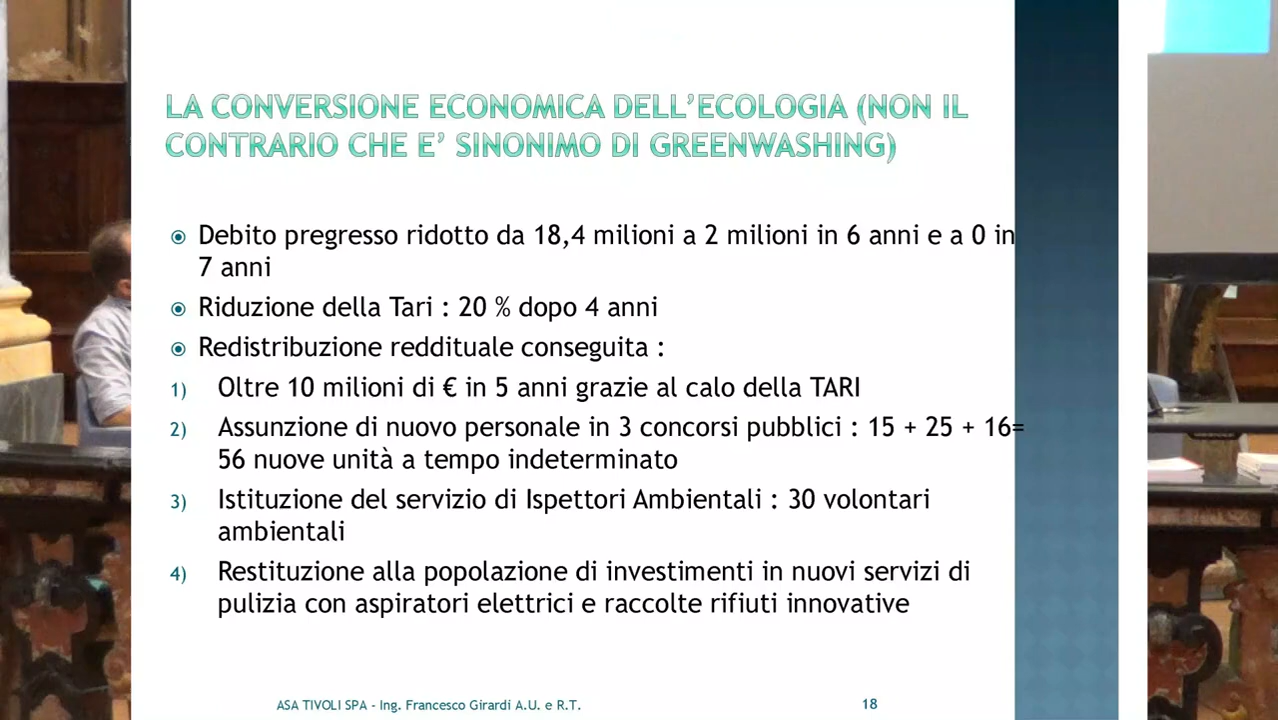 LA CONVERSIONE ECONOMICA DELL’ECOLOGIA (NON IL
CONTRARIO CHE E’ SINONIMO DI GREENWASHING)
Debito pregresso ridotto da 18,4 milioni a 2 milioni in 6 anni e a 0 in
7 anni
Riduzione della Tari : 20 % dopo 4 anni
Redistribuzione reddituale conseguita :
1) Oltre 10 milioni di € in 5 anni grazie al calo della TARI
2) Assunzione di nuovo personale in 3 concorsi pubblici : 15 + 25 + 16=
56 nuove unità a tempo indeterminato
3) Istituzione del servizio di Ispettori Ambientali : 30 volontari
ambientali
4) Restituzione alla popolazione di investimenti in nuovi servizi di
pulizia con aspiratori elettrici e raccolte rifiuti innovative
ASA TIVOLI SPA - Ing. Francesco Girardi A.U. e R.T.
18